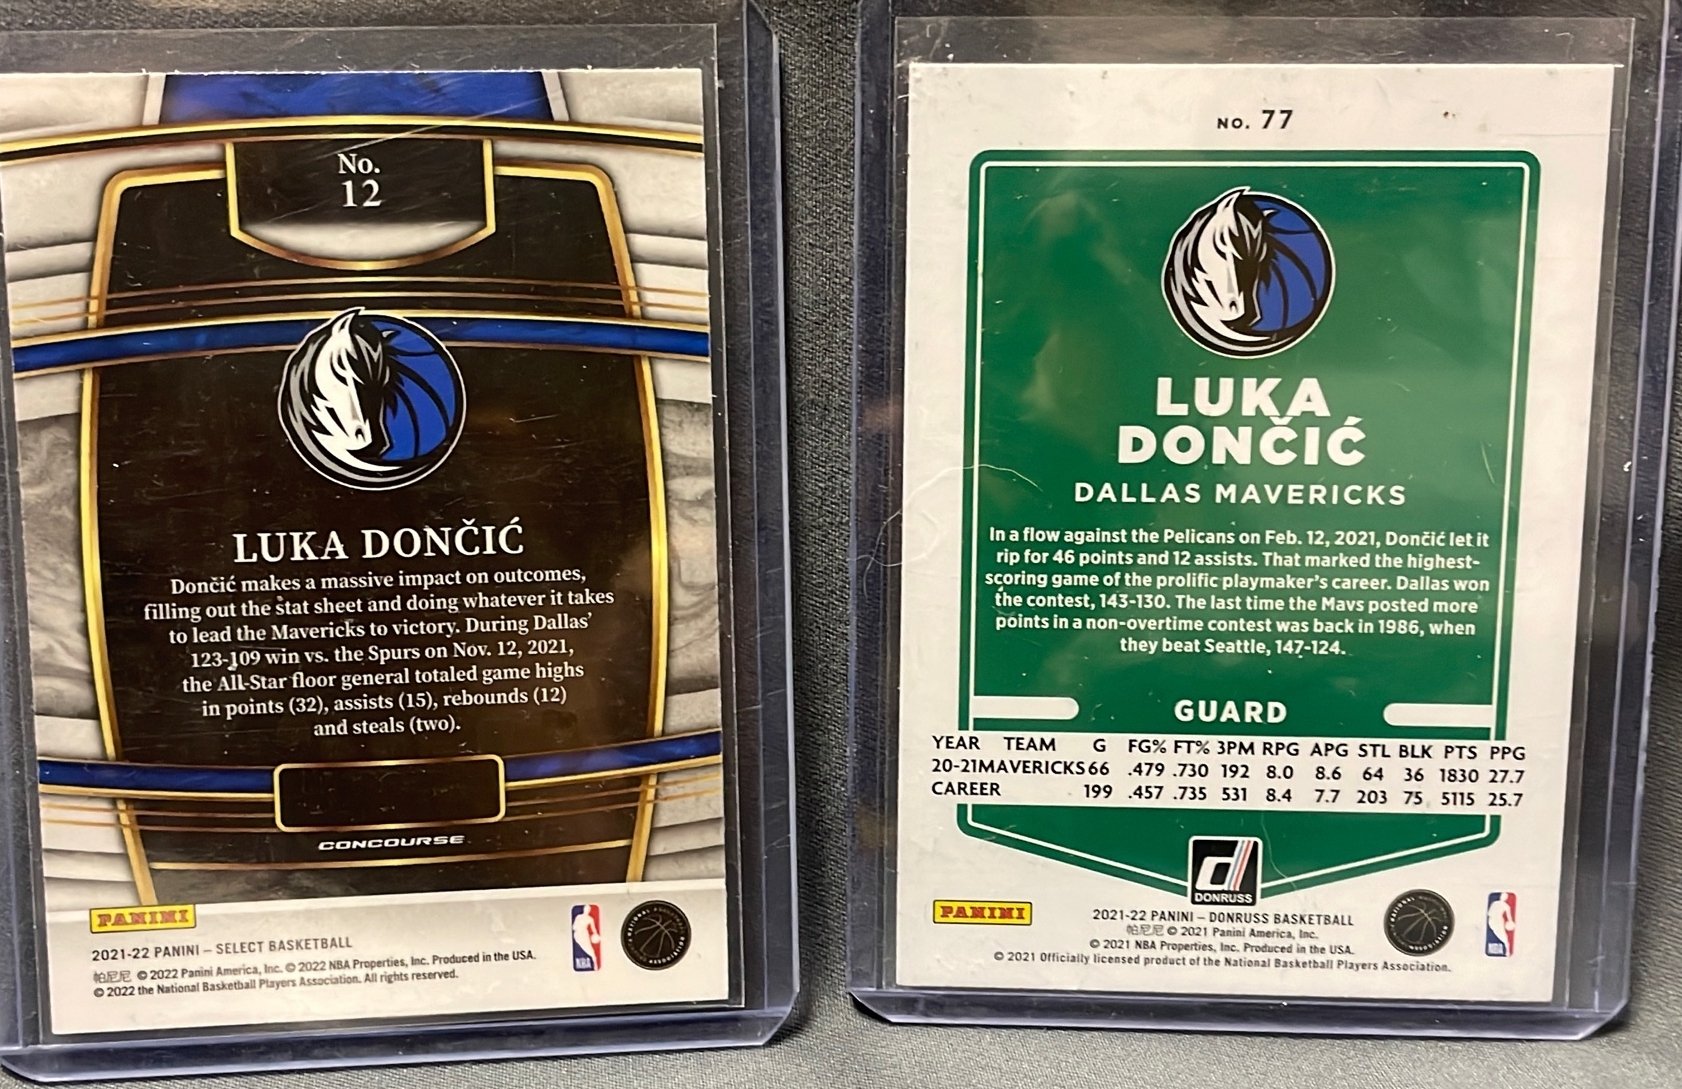 No.
12
LUKA DONČIĆ
Dončić makes a massive impact on outcomes,
filling out the stat sheet and doing whatever it takes
to lead the Mavericks to victory. During Dallas'
123-109 win vs. the Spurs on Nov. 12, 2021,
the All-Star floor general totaled game highs
in points (32), assists (15), rebounds (12)
and steals (two).
CONCOURSE
PANINI
2021-22 PANINI – SELECT BASKETBALL
帕尼尼 © 2022 Panini America, Inc. © 2022 NBA Properties, Inc. Produced in the USA.
© 2022 the National Basketball Players Association. All rights reserved.
NBA
NO. 77
LUKA
DONČIĆ
DALLAS MAVERICKS
In a flow against the Pelicans on Feb. 12, 2021, Dončić let it
rip for 46 points and 12 assists. That marked the highest-
scoring game of the prolific playmaker's career. Dallas won
the contest, 143-130. The last time the Mavs posted more
points in a non-overtime contest was back in 1986, when
they beat Seattle, 147-124.
GUARD
YEAR TEAM G FG% FT% 3PM RPG APG STL BLK PTS PPG
20-21 MAVERICKS 66 .479 .730 192 8.0 8.6 64 36 1830 27.7
CAREER 199 .457 .735 531 8.4 7.7 203 75 5115 25.7
d
DONRUSS
PANINI
2021-22 PANINI – DONRUSS BASKETBALL
帕尼尼 © 2021 Panini America, Inc.
© 2021 NBA Properties, Inc. Produced in the USA.
© 2021 Officially licensed product of the National Basketball Players Association.
NBA